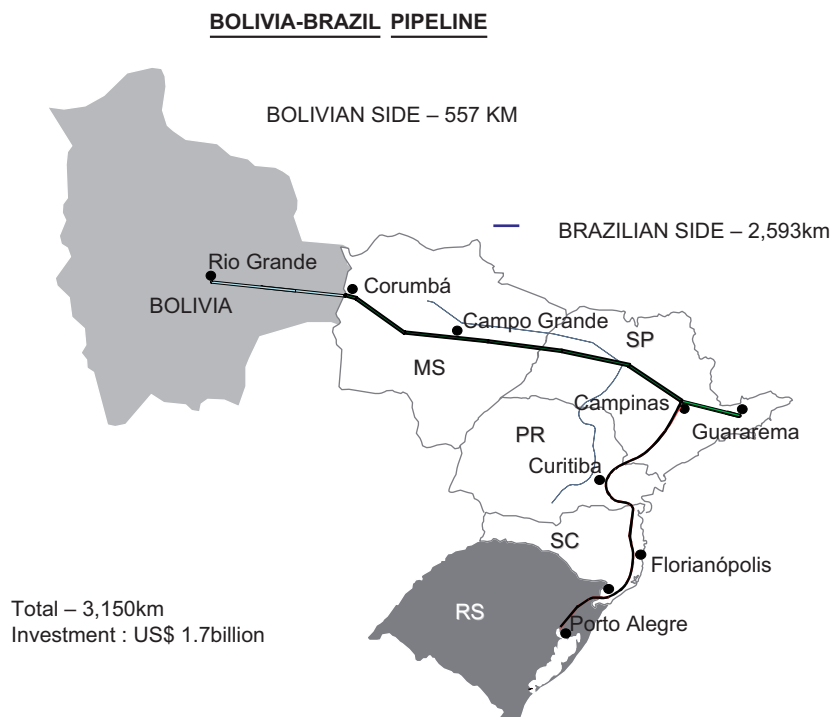 BOLIVIA-BRAZIL PIPELINE
BOLIVIAN SIDE – 557 KM
BRAZILIAN SIDE – 2,593km
Rio Grande
Corumbá
BOLIVIA
Campo Grande
SP
MS
Campinas
Guararema
PR
Curitiba
SC
Florianópolis
Total – 3,150km
RS
Porto Alegre
Investment : US$ 1.7billion